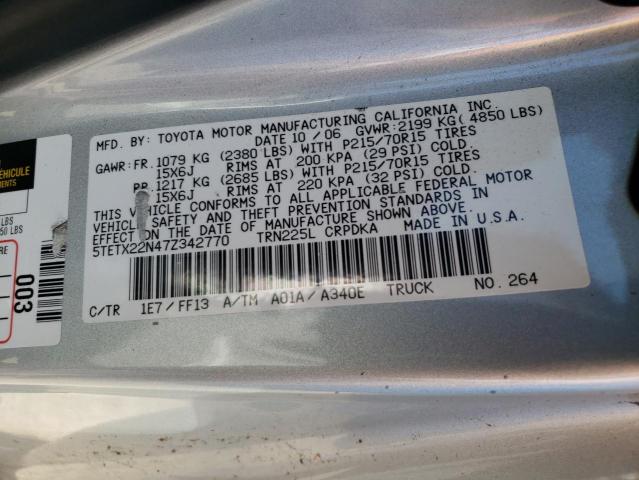 MFD. BY: TOYOTA MOTOR MANUFACTURING CALIFORNIA INC.
DATE 10 / 06 GVWR: 2199 KG( 4850 LBS)
GAWR: FR. 1079 KG (2380 LBS) WITH P215/70R15 TIRES
15X6J RIMS AT 200 KPA (29 PSI) COLD.
RR. 1217 KG (2685 LBS) WITH P215/70R15 TIRES
15X6J RIMS AT 220 KPA (32 PSI) COLD.
THIS VEHICLE CONFORMS TO ALL APPLICABLE FEDERAL MOTOR
VEHICLE SAFETY AND THEFT PREVENTION STANDARDS IN
EFFECT ON THE DATE OF MANUFACTURE SHOWN ABOVE.
5TETX22N47Z342770 TRN225L CRPDKA MADE IN U.S.A.
C/TR 1E7/FF13 A/TM A01A/A340E TRUCK NO. 264
VEHICULE
LBS
LBS
RE
003